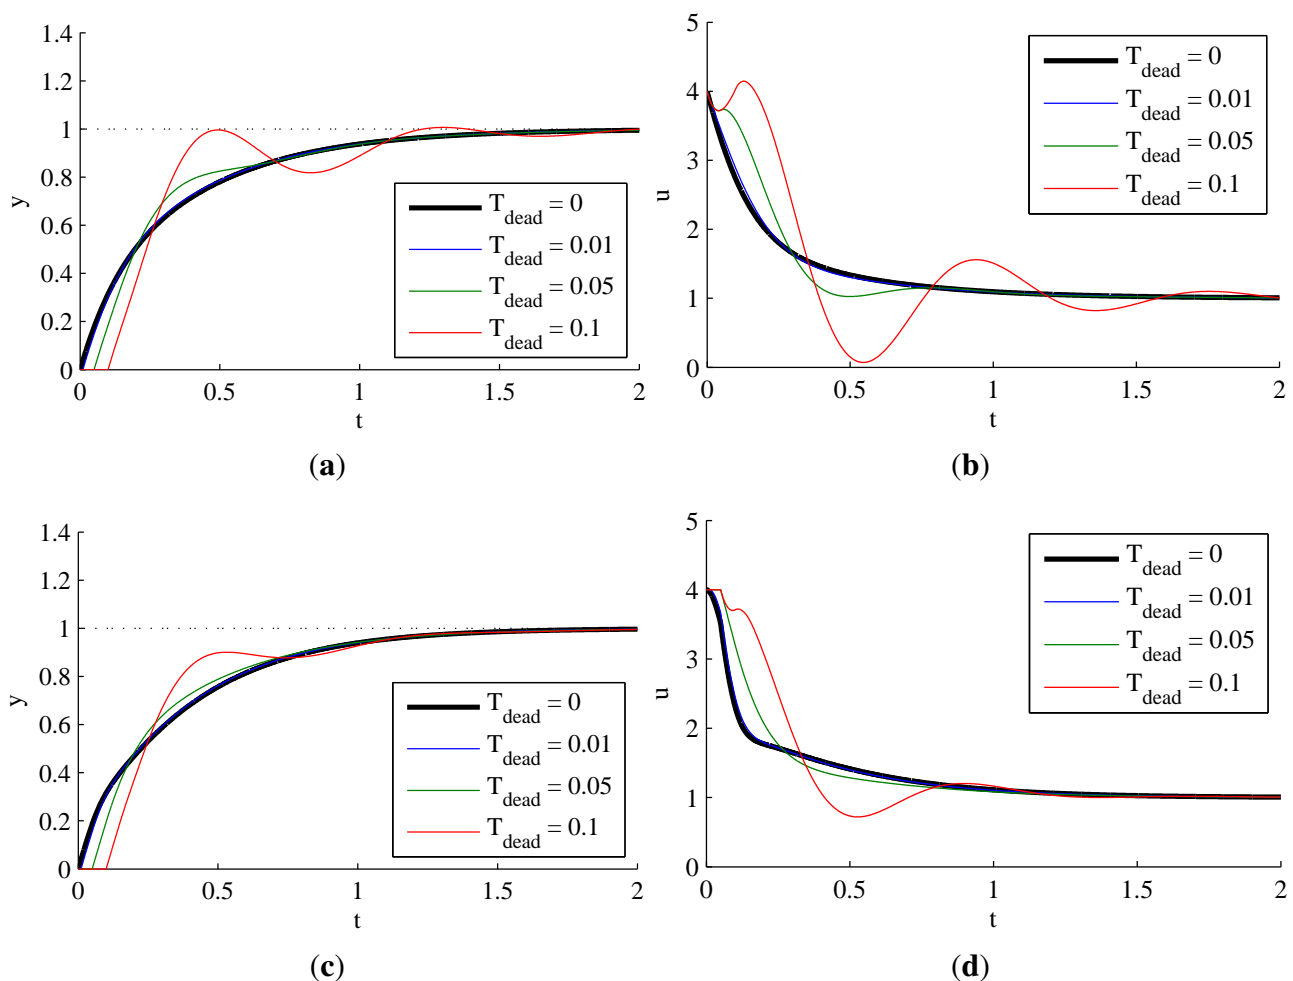 1.4
1.2
1
0.8
0.6
0.4
0.2
0
y
0 0.5 1 1.5 2
t
T_dead = 0
T_dead = 0.01
T_dead = 0.05
T_dead = 0.1
(a)
5
4
3
2
1
0
u
0 0.5 1 1.5 2
t
T_dead = 0
T_dead = 0.01
T_dead = 0.05
T_dead = 0.1
(b)
1.4
1.2
1
0.8
0.6
0.4
0.2
0
y
0 0.5 1 1.5 2
t
T_dead = 0
T_dead = 0.01
T_dead = 0.05
T_dead = 0.1
(c)
5
4
3
2
1
0
u
0 0.5 1 1.5 2
t
T_dead = 0
T_dead = 0.01
T_dead = 0.05
T_dead = 0.1
(d)